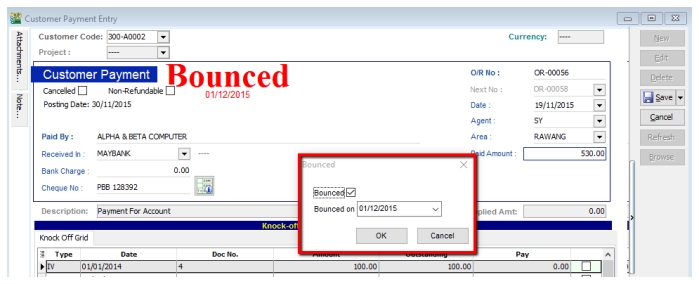 Customer Payment Entry
Customer Code: 300-A0002
Currency: ----
Project : ----
Attachments...
Note...
Customer Payment
Bounced
01/12/2015
Cancelled
Non-Refundable
Posting Date: 30/11/2015
O/R No : OR-00056
Next No : OR-00058
Date : 19/11/2015
Agent : SY
Paid By : ALPHA & BETA COMPUTER
Area : RAWANG
Received In : MAYBANK ----
Paid Amount : 530.00
Bank Charge : 0.00
Cheque No : PBB 128392
Description: Payment For Account
plied Amt: 0.00
Knock-off
Knock Off Grid
Type Date Doc No. Amount Outstanding Pay
IV 01/01/2014 4 100.00 100.00 0.00
Bounced
Bounced
Bounced on 01/12/2015
OK Cancel
New
Edit
Delete
Save
Cancel
Refresh
Browse